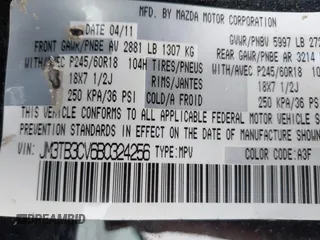 MFD. BY MAZDA MOTOR CORPORATION
DATE 04/11
GVWR/PNBV 5997 LB
FRONT GAWR/PNBE AV 2881 LB 1307 KG
REAR GAWR/PNBE AR 3214
WITH/AVEC P245/60R18 104H TIRES/PNEUS WITH/AVEC P245/60R18
18X7 1/2J RIMS/JANTES 18X7 1/2J
250 KPA/36 PSI COLD/A FROID 250 KPA/36 PSI
THIS VEHICLE CONFORMS TO ALL APPLICABLE FEDERAL MOTOR VEHICLE
STANDARDS IN EFFECT ON THE DATE OF MANUFACTURE
VIN: JM3TB3CV6B0324256 TYPE: MPV
COLOR CODE: A3F